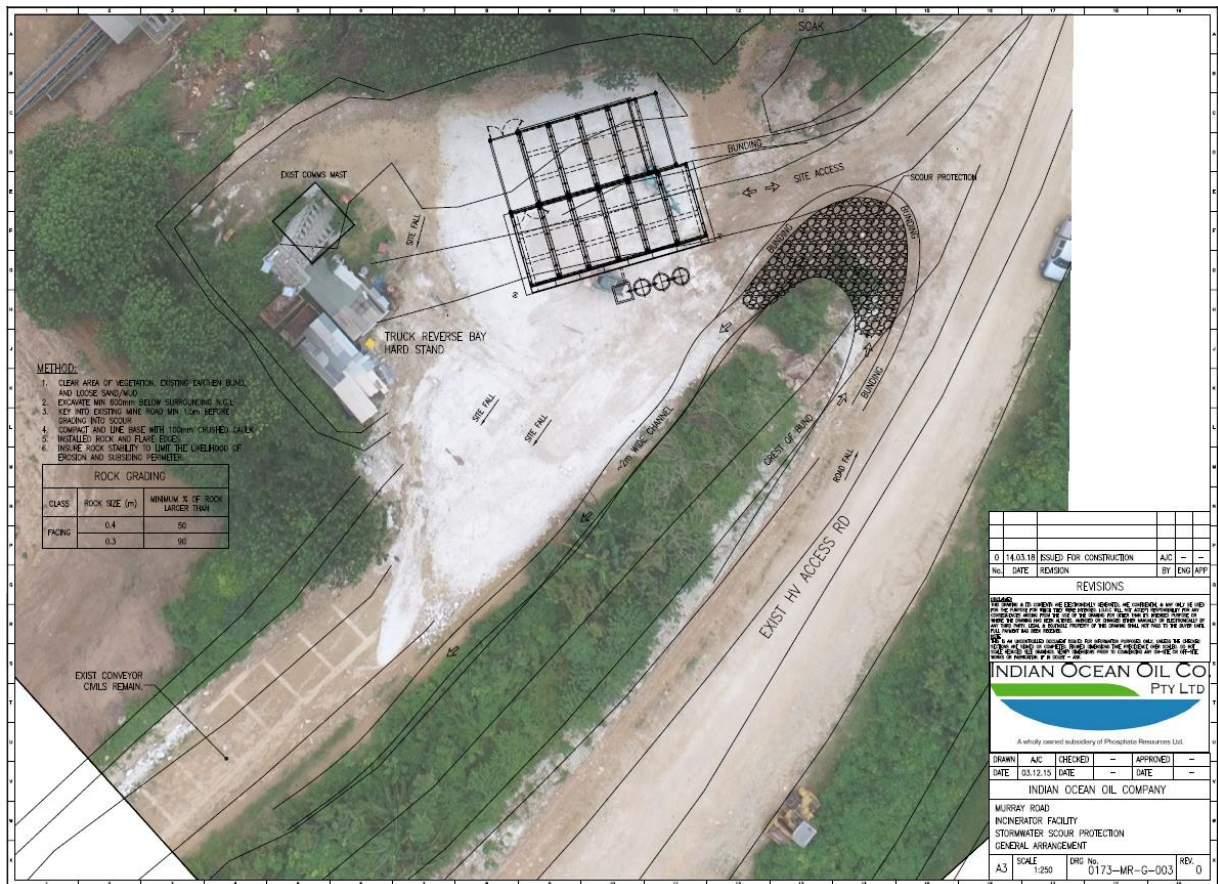 SOAK
BUNDING
SITE ACCESS
SCOUR PROTECTION
EXIST COMMS MAST
SITE FALL
BUNDING
BUNDING
TRUCK REVERSE BAY
HARD STAND
BUNDING
SITE FALL
SITE FALL
~2m WIDE CHANNEL
CREST OF BUND
ROAD FALL
EXIST HV ACCESS RD
EXIST CONVEYOR
CIVILS REMAIN.
METHOD:
1. CLEAR AREA OF VEGETATION, EXISTING EARTHEN BUND,
AND LOOSE SAND/MUD
2. EXCAVATE MIN 600mm BELOW SURROUNDING N.G.L
3. KEY INTO EXISTING MINE ROAD MIN BEFORE
GRADING INTO SCOUR
4. COMPACT AND LINE BASE WITH 100mm CRUSHED
5. INSTALLED ROCK AND FLARE EDGES
6. INSURE ROCK STABILITY TO LIMIT THE LIKELIHOOD OF
EROSION AND SUBSIDING PERIMETER.
ROCK GRADING
CLASS ROCK SIZE (m) MINIMUM % OF ROCK
LARGER THAN
FACING 0.4 50
0.3 90
0 14.03.18 ISSUED FOR CONSTRUCTION AJC - -
No. DATE REVISION BY ENG APP
REVISIONS
INDIAN OCEAN OIL CO.
PTY LTD
A wholly owned subsidiary of Phosphate Resources Ltd.
DRAWN AJC CHECKED - APPROVED -
DATE 03.12.15 DATE - DATE -
INDIAN OCEAN OIL COMPANY
MURRAY ROAD
INCINERATOR FACILITY
STORMWATER SCOUR PROTECTION
GENERAL ARRANGEMENT
A3 SCALE 1:250 DRG No. 0173-MR-G-003 REV. 0